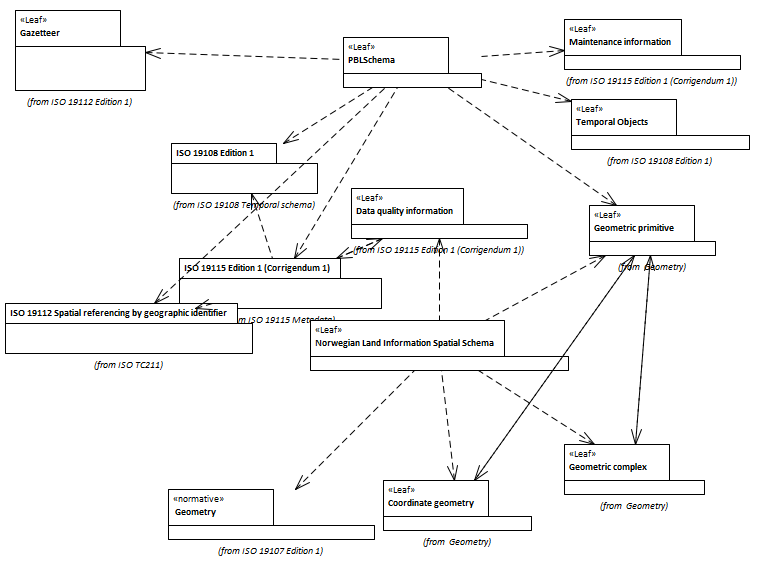 «Leaf»
Gazetteer
(from ISO 19112 Edition 1)
«Leaf»
PBLSchema
«Leaf»
Maintenance information
(from ISO 19115 Edition 1 (Corrigendum 1))
«Leaf»
Temporal Objects
(from ISO 19108 Edition 1)
ISO 19108 Edition 1
(from ISO 19108 Temporal schema)
«Leaf»
Data quality information
(from ISO 19115 Edition 1 (Corrigendum 1))
«Leaf»
Geometric primitive
(from Geometry)
ISO 19115 Edition 1 (Corrigendum 1)
m ISO 19115 Metadata)
ISO 19112 Spatial referencing by geographic identifier
(from ISO TC211)
«Leaf»
Norwegian Land Information Spatial Schema
«Leaf»
Geometric complex
(from Geometry)
«normative»
Geometry
(from ISO 19107 Edition 1)
«Leaf»
Coordinate geometry
(from Geometry)